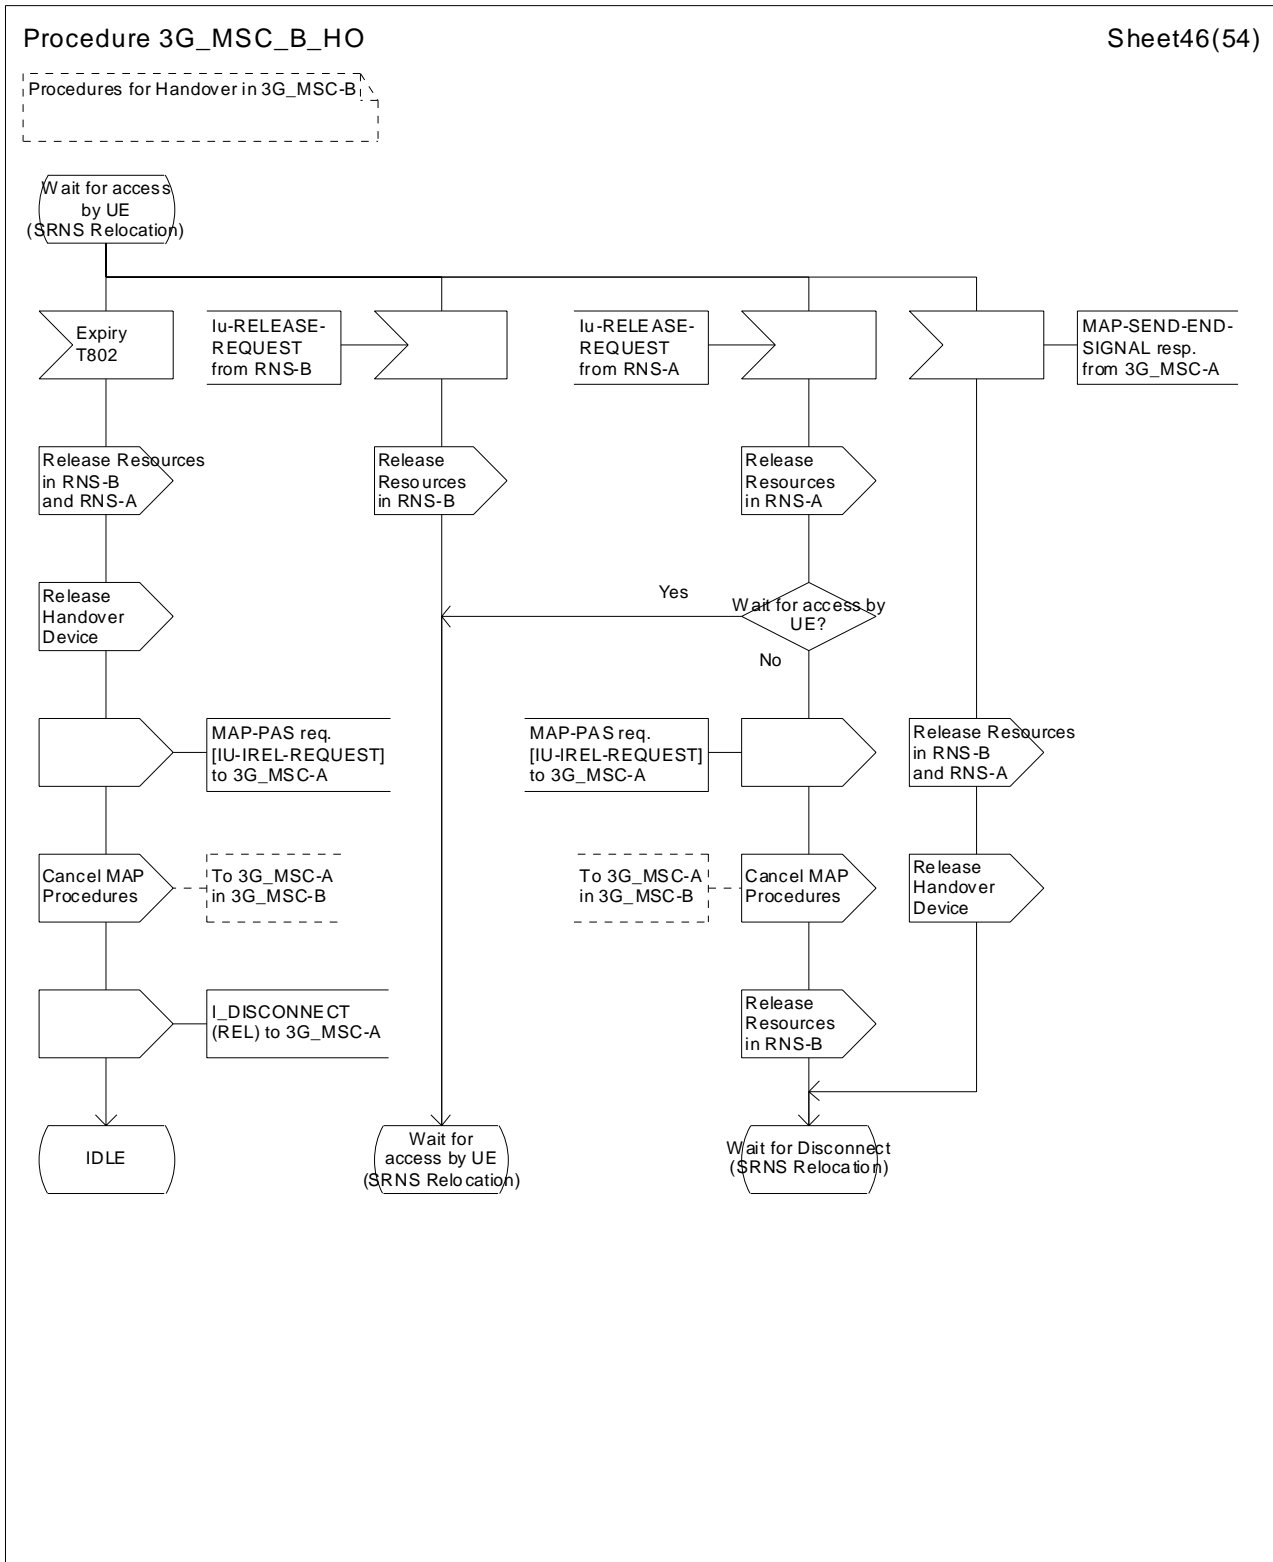 Procedure 3G_MSC_B_HO
Sheet46(54)
Procedures for Handover in 3G_MSC-B
Wait for access
by UE
(SRNS Relocation)
Expiry
T802
Iu-RELEASE-
REQUEST
from RNS-B
Iu-RELEASE-
REQUEST
from RNS-A
MAP-SEND-END-
SIGNAL resp.
from 3G_MSC-A
Release Resources
in RNS-B
and RNS-A
Release
Resources
in RNS-B
Release
Resources
in RNS-A
Release
Handover
Device
Yes
Wait for access by
UE?
No
MAP-PAS req.
[IU-IREL-REQUEST]
to 3G_MSC-A
MAP-PAS req.
[IU-IREL-REQUEST]
to 3G_MSC-A
Release Resources
in RNS-B
and RNS-A
Cancel MAP
Procedures
To 3G_MSC-A
in 3G_MSC-B
To 3G_MSC-A
in 3G_MSC-B
Cancel MAP
Procedures
Release
Handover
Device
I_DISCONNECT
(REL) to 3G_MSC-A
Release
Resources
in RNS-B
IDLE
Wait for
access by UE
(SRNS Relocation)
Wait for Disconnect
(SRNS Relocation)